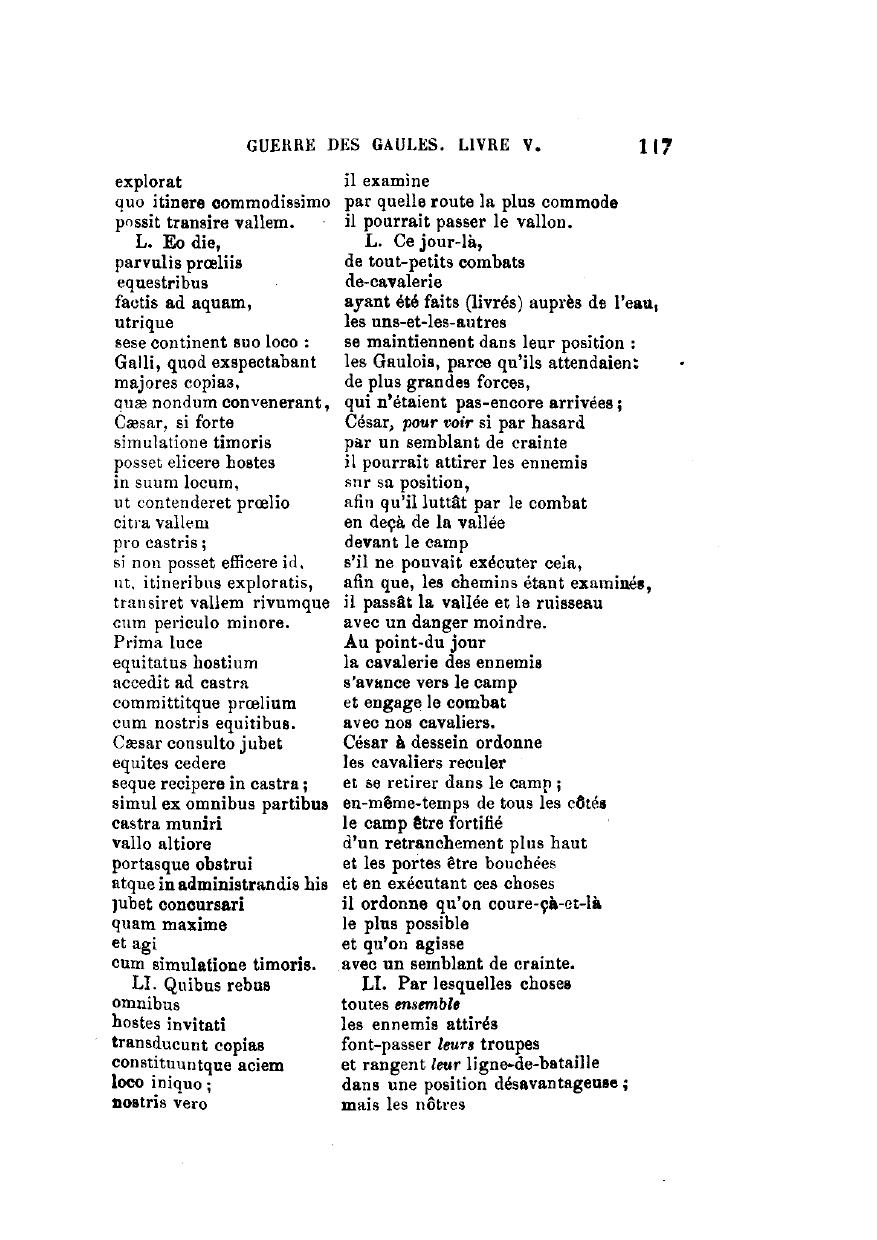 GUERRE DES GAULES. LIVRE V. 117
explorat il examine
quo itinere commodissimo par quelle route la plus commode
possit transire vallem. il pourrait passer le vallon.
L. Eo die, L. Ce jour-là,
parvulis prœliis de tout-petits combats
equestribus de-cavalerie
factis ad aquam, ayant été faits (livrés) auprès de l'eau,
utrique les uns-et-les-autres
sese continent suo loco : se maintiennent dans leur position :
Galli, quod exspectabant les Gaulois, parce qu'ils attendaient
majores copias, de plus grandes forces,
quæ nondum convenerant, qui n'étaient pas-encore arrivées ;
Cæsar, si forte César, pour voir si par hasard
simulatione timoris par un semblant de crainte
posset elicere hostes il pourrait attirer les ennemis
in suum locum, sur sa position,
ut contenderet prœlio afin qu'il luttât par le combat
citra vallem en deçà de la vallée
pro castris ; devant le camp
si non posset efficere id, s'il ne pouvait exécuter cela,
ut, itineribus exploratis, afin que, les chemins étant examinés,
transiret vallem rivumque il passât la vallée et le ruisseau
cum periculo minore. avec un danger moindre.
Prima luce Au point-du jour
equitatus hostium la cavalerie des ennemis
accedit ad castra s'avance vers le camp
committitque prœlium et engage le combat
cum nostris equitibus. avec nos cavaliers.
Cæsar consulto jubet César à dessein ordonne
equites cedere les cavaliers reculer
seque recipere in castra ; et se retirer dans le camp ;
simul ex omnibus partibus en-même-temps de tous les côtés
castra muniri le camp être fortifié
vallo altiore d'un retranchement plus haut
portasque obstrui et les portes être bouchées
atque in administrandis his et en exécutant ces choses
jubet concursari il ordonne qu'on coure-çà-et-là
quam maxime le plus possible
et agi et qu'on agisse
cum simulatione timoris. avec un semblant de crainte.
LI. Quibus rebus LI. Par lesquelles choses
omnibus toutes ensemble
hostes invitati les ennemis attirés
transducunt copias font-passer leurs troupes
constituuntque aciem et rangent leur ligne-de-bataille
loco iniquo ; dans une position désavantageuse ;
nostris vero mais les nôtres